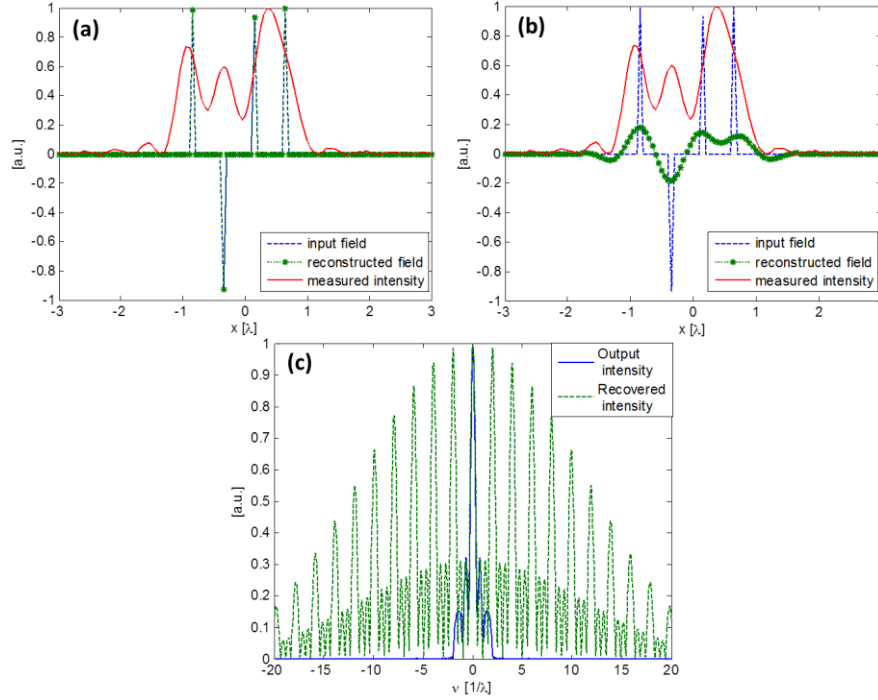 (a)
1
0.8
0.6
0.4
0.2
0
-0.2
-0.4
-0.6
-0.8
-1
[a.u.]
input field
reconstructed field
measured intensity
-3
-2
-1
0
1
2
3
x [λ]
(b)
1
0.8
0.6
0.4
0.2
0
-0.2
-0.4
-0.6
-0.8
-1
[a.u.]
input field
reconstructed field
measured intensity
-3
-2
-1
0
1
2
x [λ]
(c)
1
0.9
0.8
0.7
0.6
0.5
0.4
0.3
0.2
0.1
0
[a.u.]
Output
intensity
Recovered
intensity
-20
-15
-10
-5
0
5
10
15
20
ν [1/λ]